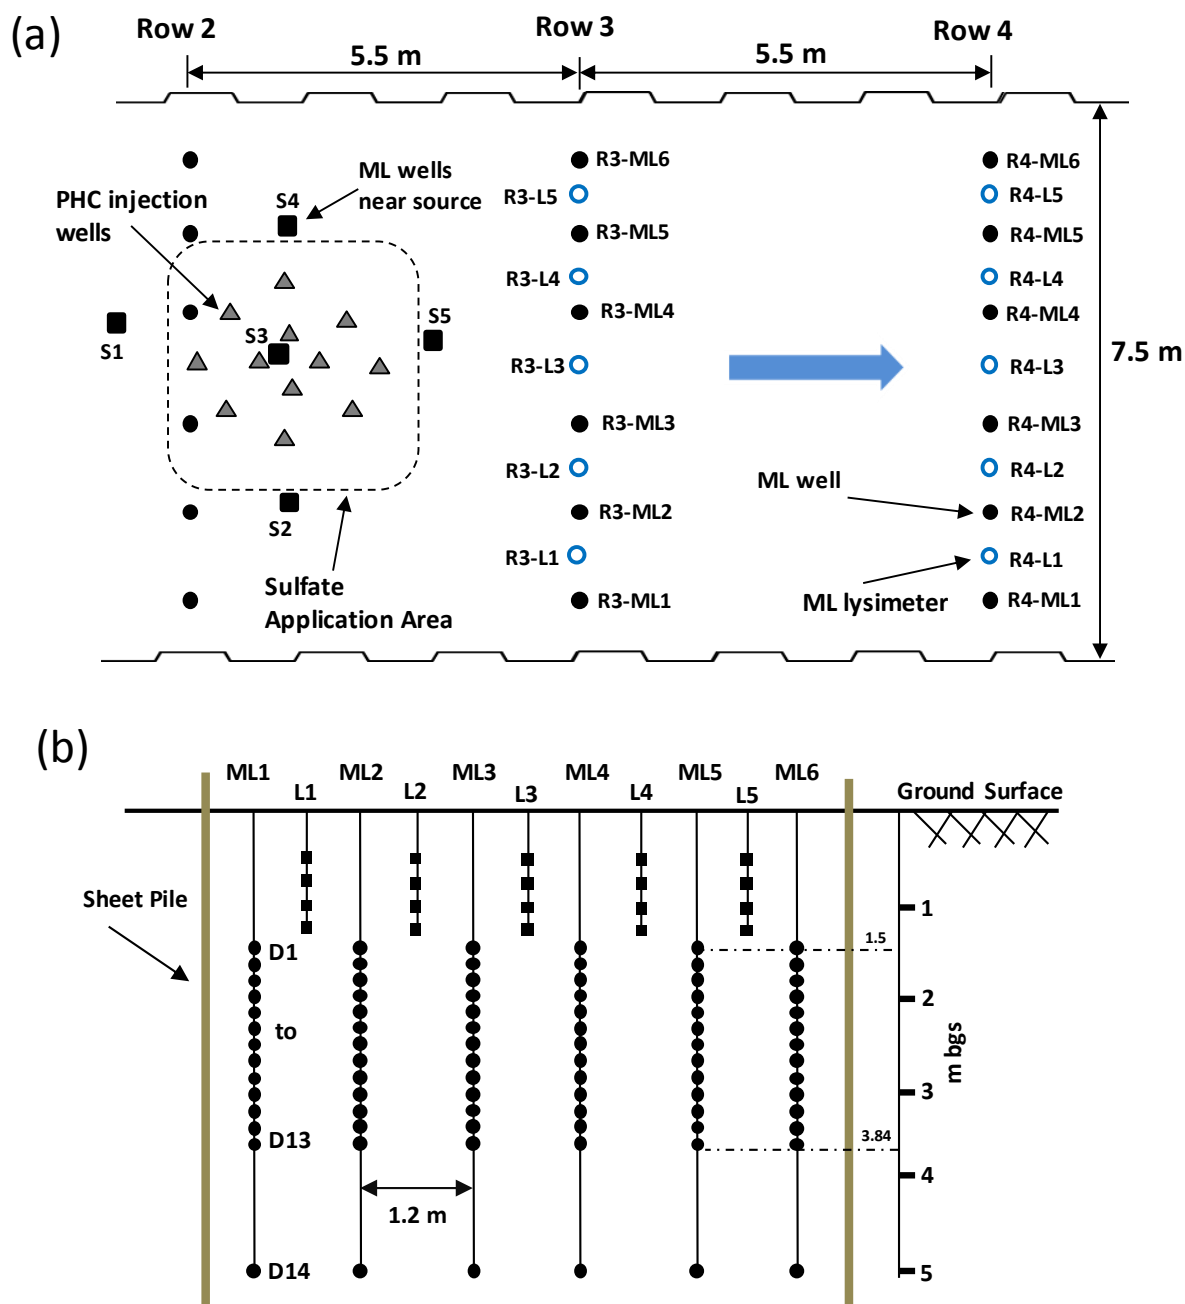 (a)
Row 2
Row 3
Row 4
5.5 m
5.5 m
ML wells
near source
PHC injection
wells
S4
S3
S5
S1
S2
Sulfate
Application Area
R3-ML6
R3-L5
R3-ML5
R3-L4
R3-ML4
R3-L3
R3-ML3
R3-L2
R3-ML2
R3-L1
R3-ML1
R4-ML6
R4-L5
R4-ML5
R4-L4
R4-ML4
R4-L3
R4-ML3
R4-L2
R4-ML2
R4-L1
R4-ML1
7.5 m
ML well
ML lysimeter
(b)
ML1
L1
ML2
L2
ML3
L3
ML4
L4
ML5
L5
ML6
Ground Surface
Sheet Pile
D1
to
D13
D14
1.2 m
1
1.5
2
3
3.84
4
5
m bgs